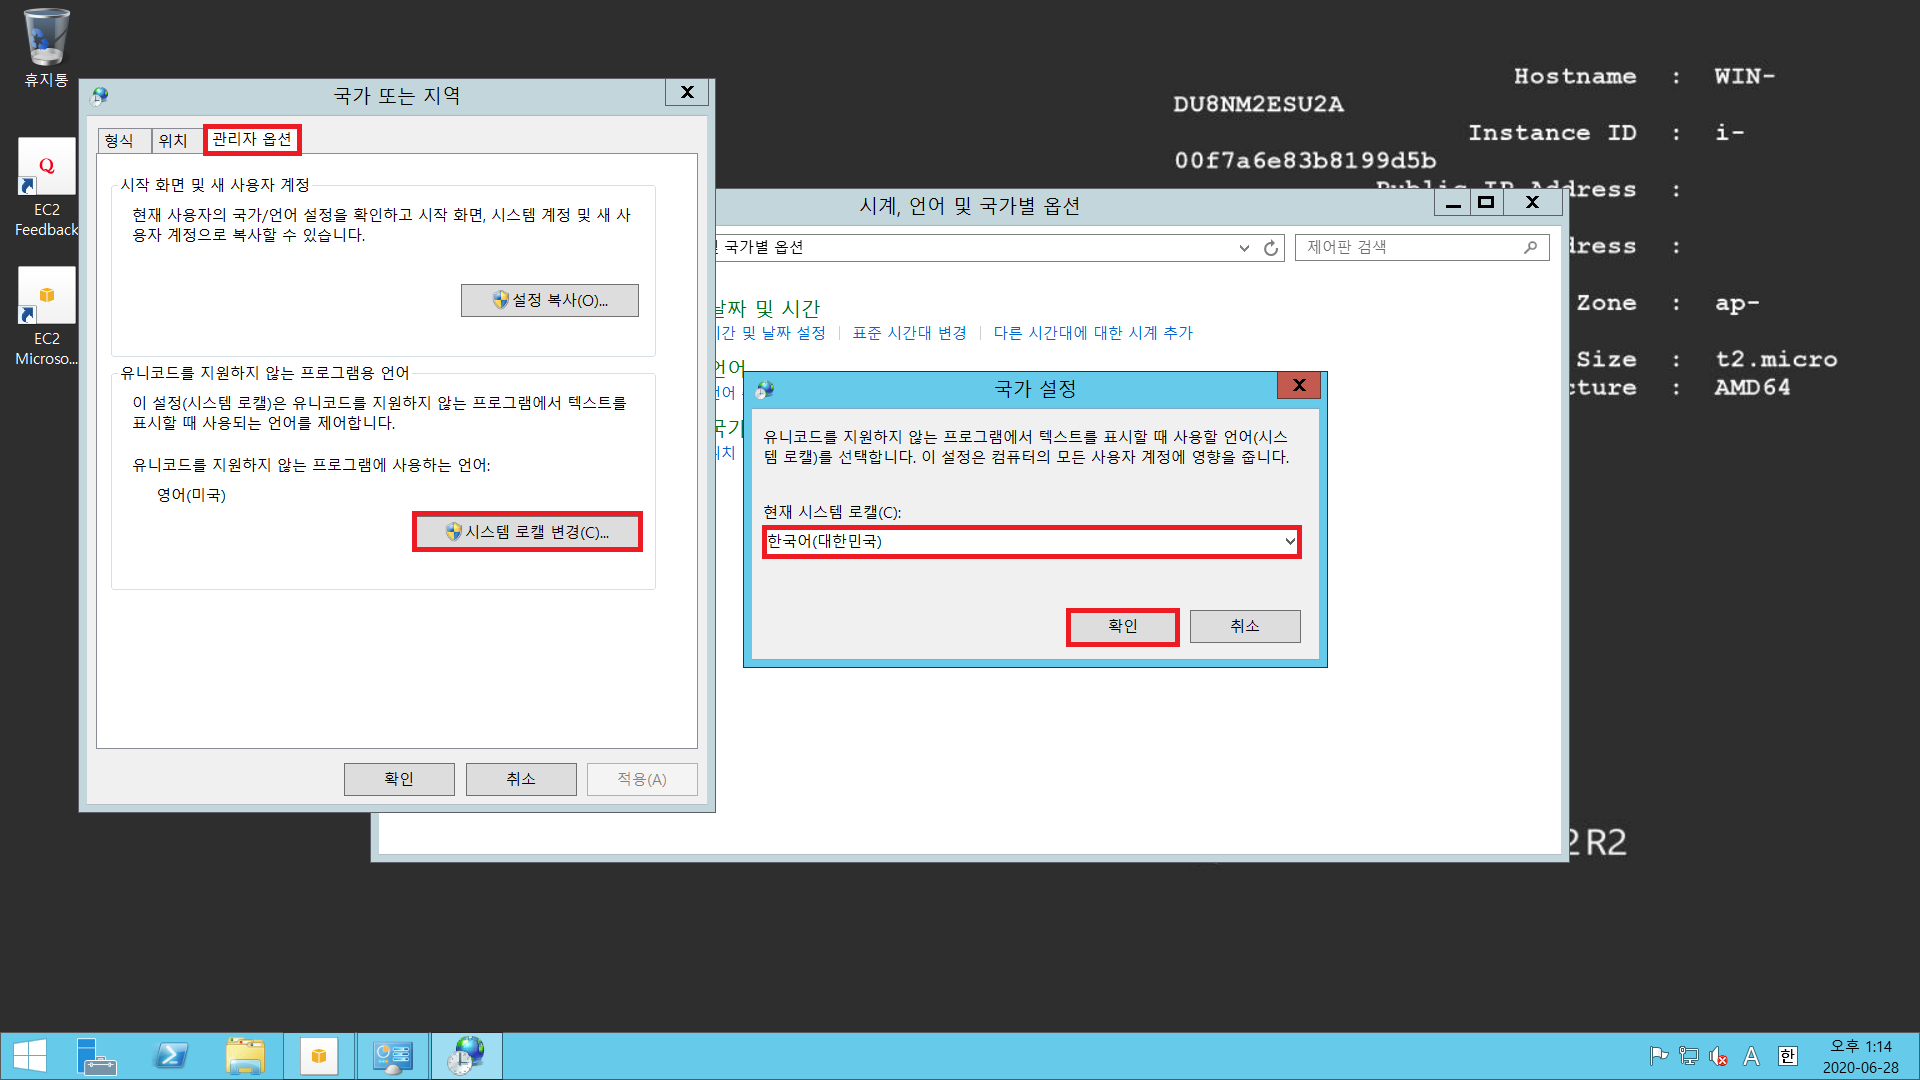 휴지통
EC2
Feedback
EC2
Microso...
Hostname : WIN-
DU8NM2ESU2A
Instance ID : i-
00f7a6e83b8199d5b
Public IP Address :
:
Zone : ap-
Size : t2.micro
: AMD64
R2
국가 또는 지역
X
형식
위치
관리자 옵션
시작 화면 및 새 사용자 계정
현재 사용자의 국가/언어 설정을 확인하고 시작 화면, 시스템 계정 및 새 사
용자 계정으로 복사할 수 있습니다.
설정 복사(O)...
유니코드를 지원하지 않는 프로그램용 언어
이 설정(시스템 로캘)은 유니코드를 지원하지 않는 프로그램에서 텍스트를
표시할 때 사용되는 언어를 제어합니다.
유니코드를 지원하지 않는 프로그램에 사용하는 언어:
영어(미국)
시스템 로캘 변경(C)...
확인
취소
적용(A)
시계, 언어 및 국가별 옵션
X
국가별 옵션
제어판 검색
날짜 및 시간
시간 및 날짜 설정
표준 시간대 변경
다른 시간대에 대한 시계 추가
언어
국가 설정
X
유니코드를 지원하지 않는 프로그램에서 텍스트를 표시할 때 사용할 언어(시스
템 로캘)를 선택합니다. 이 설정은 컴퓨터의 모든 사용자 계정에 영향을 줍니다.
현재 시스템 로캘(C):
한국어(대한민국)
확인
취소
A
한
오후 1:14
2020-06-28